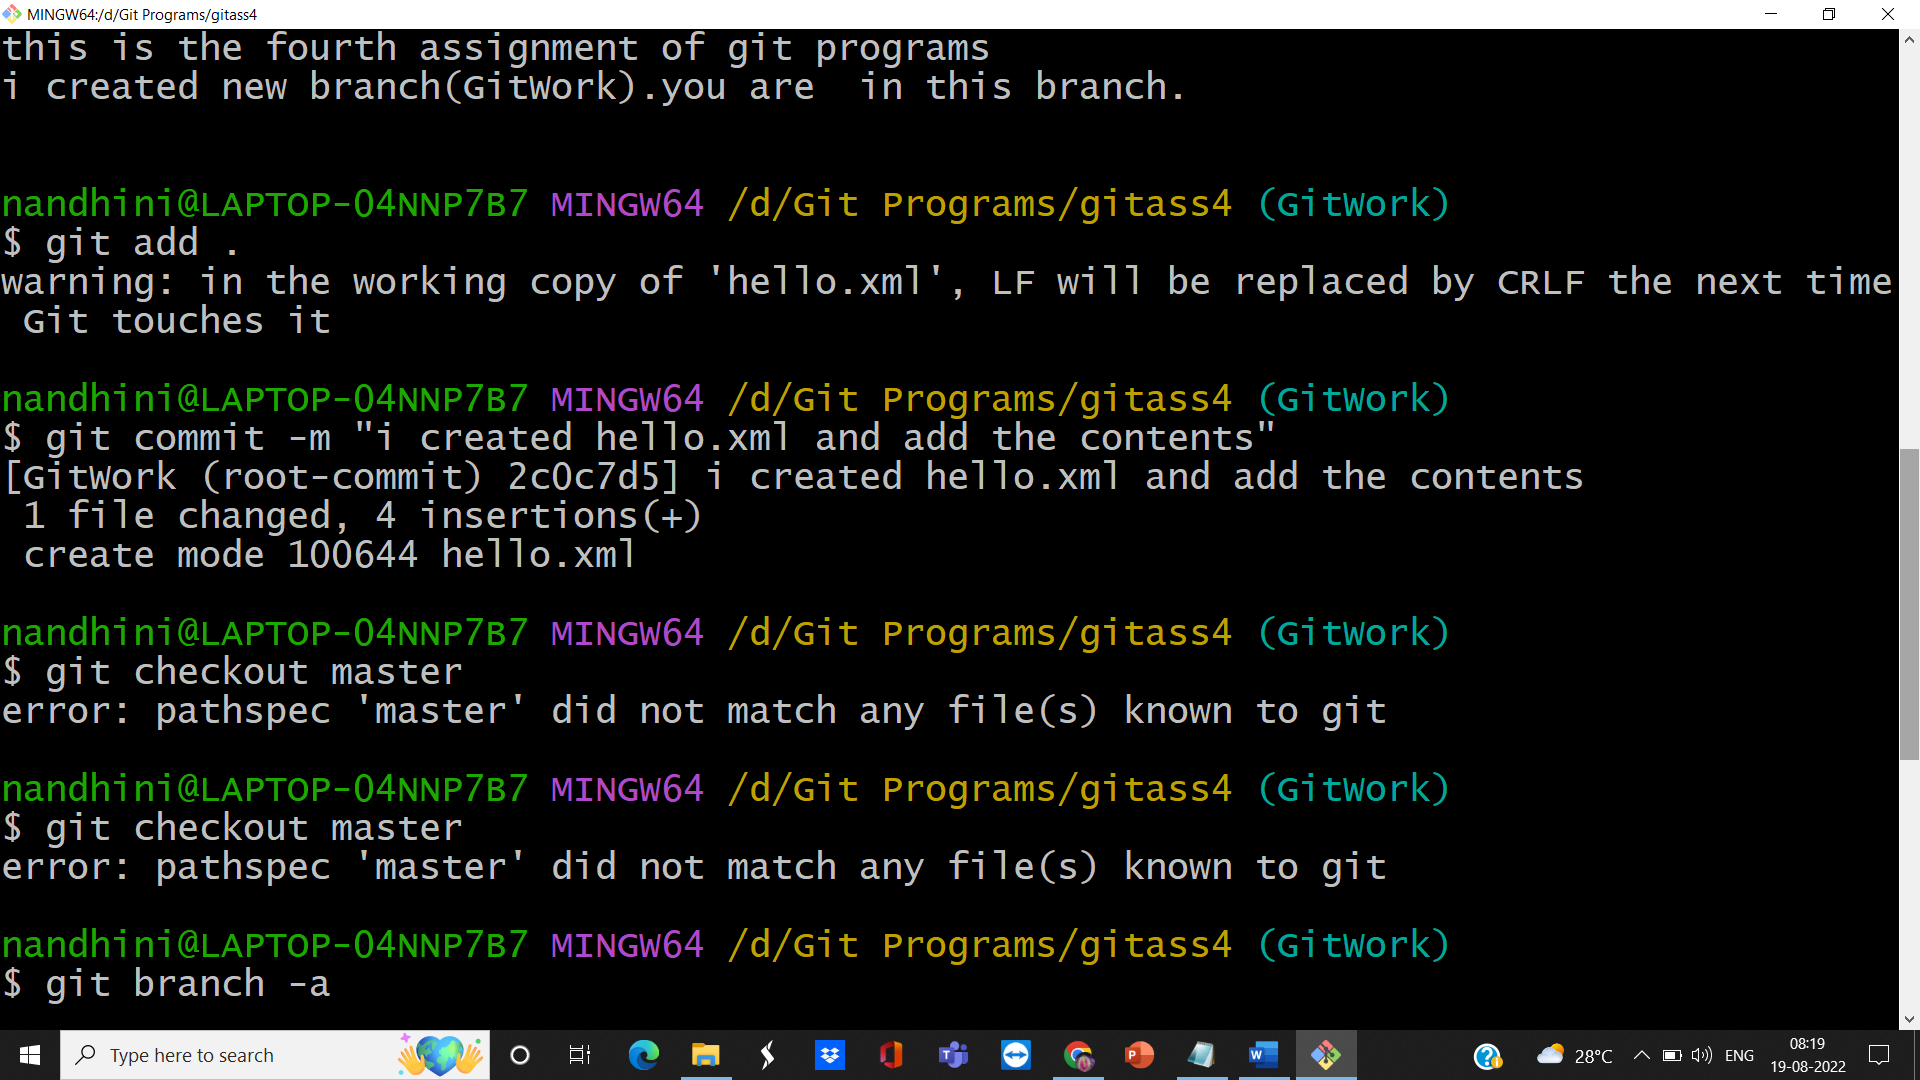 MINGW64:/d/Git Programs/gitass4
this is the fourth assignment of git programs
i created new branch(GitWork).you are  in this branch.
nandhini@LAPTOP-04NNP7B7 MINGW64 /d/Git Programs/gitass4 (GitWork)
$ git add .
warning: in the working copy of 'hello.xml', LF will be replaced by CRLF the next time
 Git touches it
nandhini@LAPTOP-04NNP7B7 MINGW64 /d/Git Programs/gitass4 (GitWork)
$ git commit -m "i created hello.xml and add the contents"
[GitWork (root-commit) 2c0c7d5] i created hello.xml and add the contents
 1 file changed, 4 insertions(+)
 create mode 100644 hello.xml
nandhini@LAPTOP-04NNP7B7 MINGW64 /d/Git Programs/gitass4 (GitWork)
$ git checkout master
error: pathspec 'master' did not match any file(s) known to git
nandhini@LAPTOP-04NNP7B7 MINGW64 /d/Git Programs/gitass4 (GitWork)
$ git checkout master
error: pathspec 'master' did not match any file(s) known to git
nandhini@LAPTOP-04NNP7B7 MINGW64 /d/Git Programs/gitass4 (GitWork)
$ git branch -a
Type here to search
28°C
ENG
08:19
19-08-2022